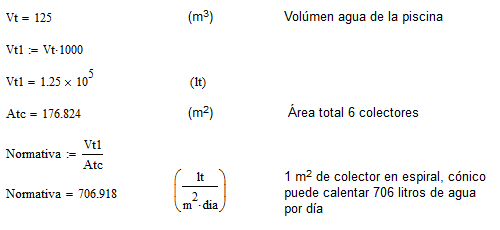 Vt = 125 (m³) Volúmen agua de la piscina
Vt1 := Vt·1000
Vt1 = 1.25 × 10⁵ (lt)
Atc = 176.824 (m²) Área total 6 colectores
Normativa := Vt1 / Atc
Normativa = 706.918 (lt / m²·dia) 1 m² de colector en espiral, cónico
puede calentar 706 litros de agua
por día